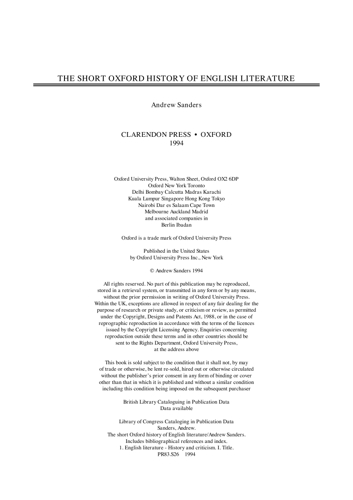 THE SHORT OXFORD HISTORY OF ENGLISH LITERATURE
Andrew Sanders
CLARENDON PRESS • OXFORD
1994
Oxford University Press, Walton Sheet, Oxford OX2 6DP
Oxford New York Toronto
Delhi Bombay Calcutta Madras Karachi
Kuala Lumpur Singapore Hong Kong Tokyo
Nairobi Dar es Salaam Cape Town
Melbourne Auckland Madrid
and associated companies in
Berlin Ibadan
Oxford is a trade mark of Oxford University Press
Published in the United States
by Oxford University Press Inc., New York
© Andrew Sanders 1994
All rights reserved. No part of this publication may be reproduced,
stored in a retrieval system, or transmitted in any form or by any means,
without the prior permission in writing of Oxford University Press.
Within the UK, exceptions are allowed in respect of any fair dealing for the
purpose of research or private study, or criticism or review, as permitted
under the Copyright, Designs and Patents Act, 1988, or in the case of
reprographic reproduction in accordance with the terms of the licences
issued by the Copyright Licensing Agency. Enquiries concerning
reproduction outside these terms and in other countries should be
sent to the Rights Department, Oxford University Press,
at the address above
This book is sold subject to the condition that it shall not, by may
of trade or otherwise, be lent re-sold, hired out or otherwise circulated
without the publisher's prior consent in any form of binding or cover
other than that in which it is published and without a similar condition
including this condition being imposed on the subsequent purchaser
British Library Cataloguing in Publication Data
Data available
Library of Congress Cataloging in Publication Data
Sanders, Andrew.
The short Oxford history of English literature/Andrew Sanders.
Includes bibliographical references and index.
1. English literature - History and criticism. I. Title.
PR83.S26 1994